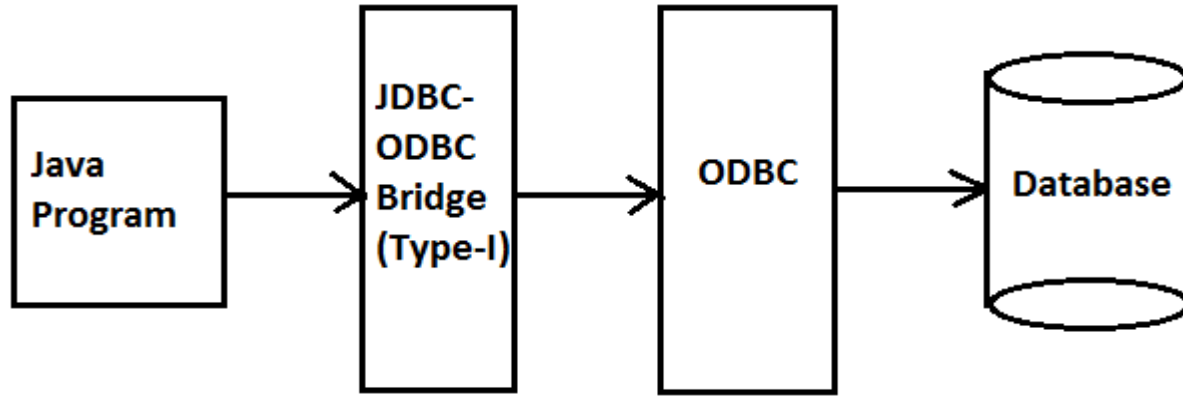 Java
Program
JDBC-
ODBC
Bridge
(Type-I)
ODBC
Database